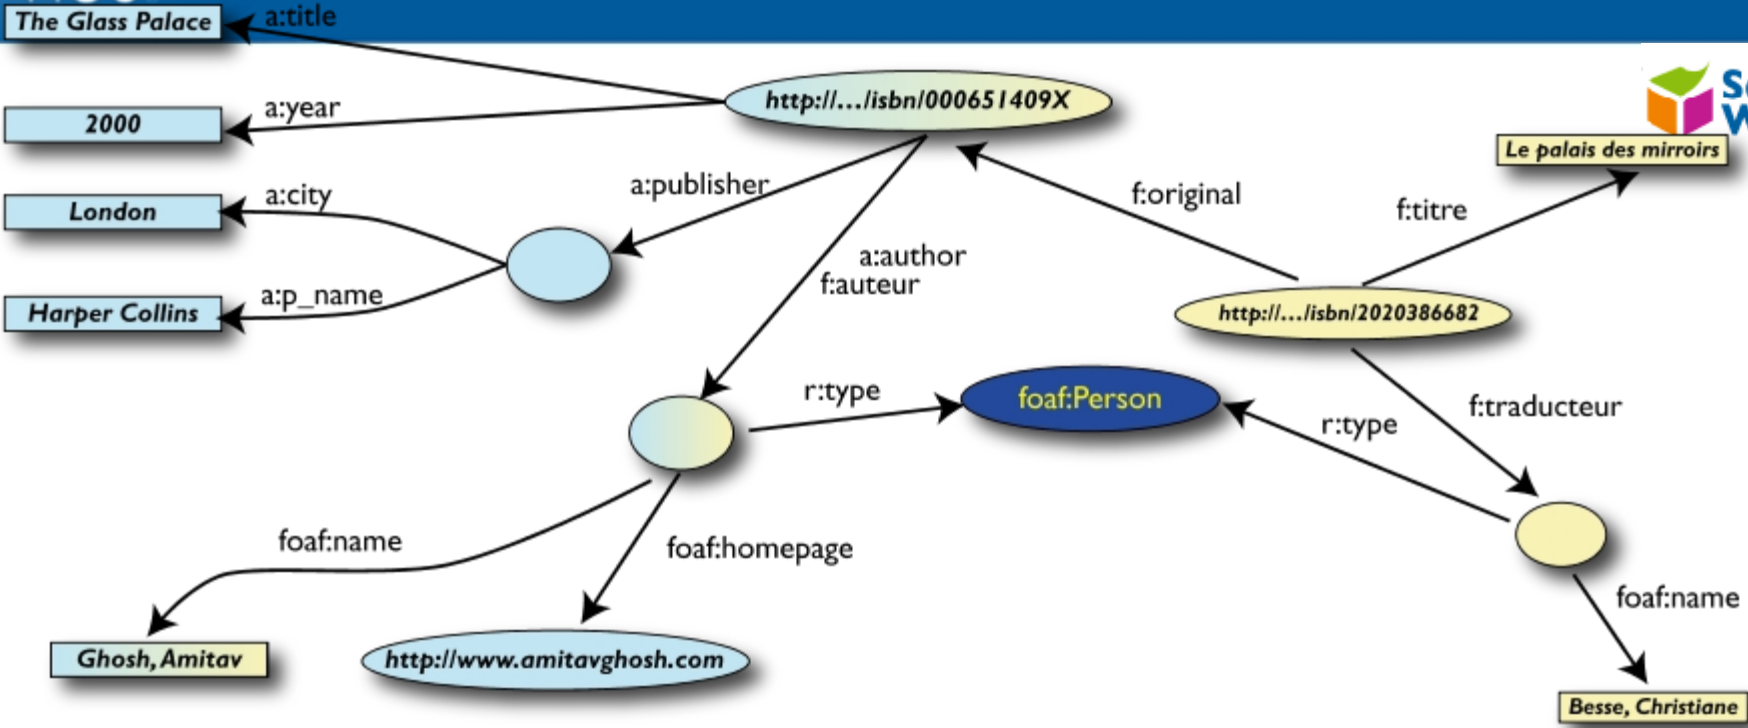 The Glass Palace
a:title
http://.../isbn/000651409X
2000
a:year
Le palais des mirroirs
London
a:city
a:publisher
f:original
f:titre
a:author
f:auteur
Harper Collins
a:p_name
http://.../isbn/2020386682
r:type
foaf:Person
f:traducteur
r:type
foaf:name
foaf:homepage
foaf:name
Ghosh, Amitav
http://www.amitavghosh.com
Besse, Christiane